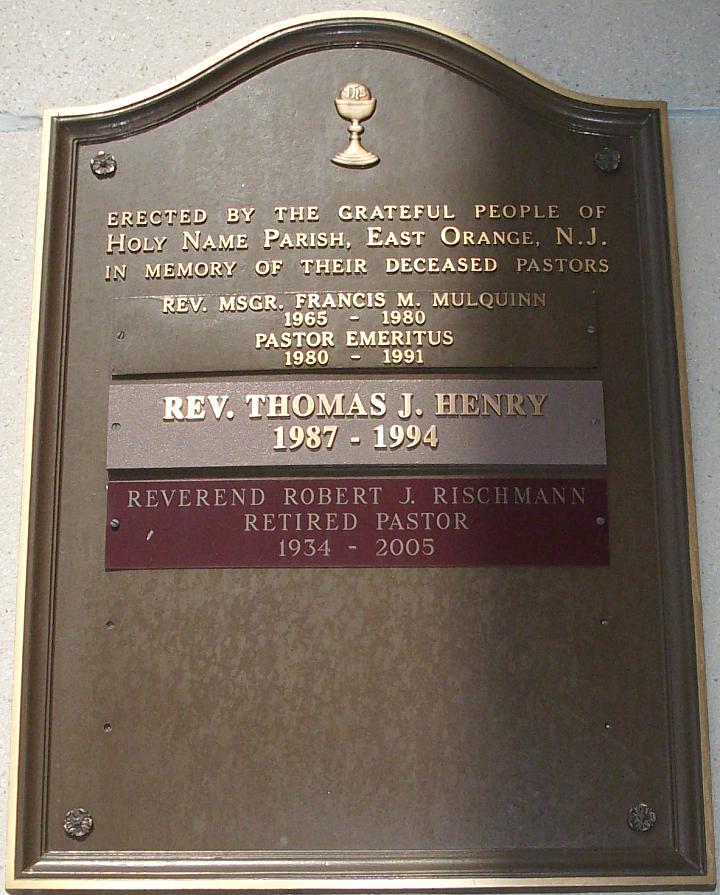 IHS
ERECTED BY THE GRATEFUL PEOPLE OF
HOLY NAME PARISH, EAST ORANGE, N.J.
IN MEMORY OF THEIR DECEASED PASTORS
REV. MSGR. FRANCIS M. MULQUINN
1965 - 1980
PASTOR EMERITUS
1980 - 1991
REV. THOMAS J. HENRY
1987 - 1994
REVEREND ROBERT J. RISCHMANN
RETIRED PASTOR
1934 - 2005